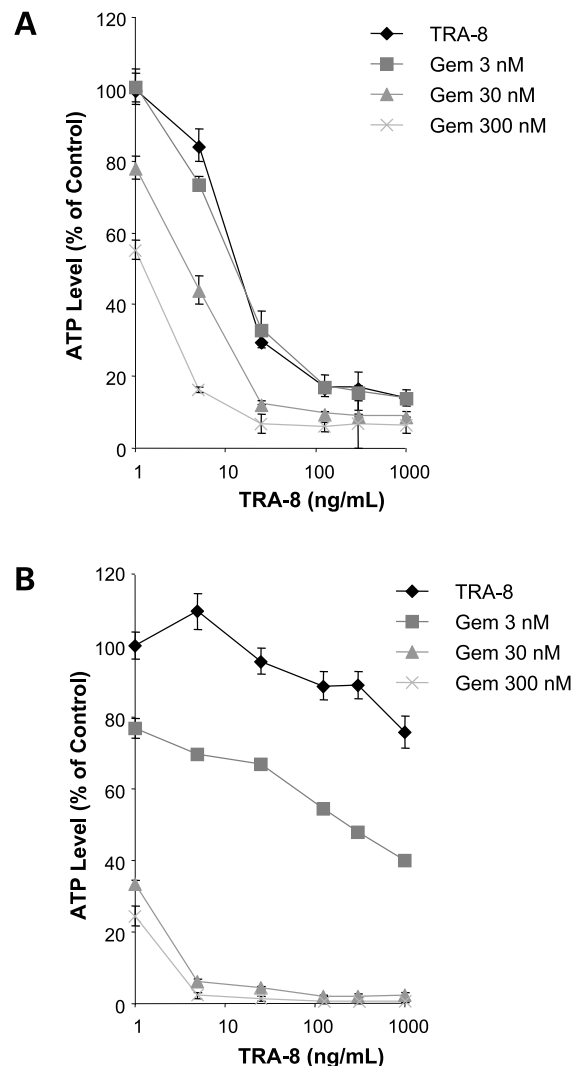 A
120
100
80
60
40
20
0
ATP Level (% of Control)
1
10
100
1000
TRA-8 (ng/mL)
TRA-8
Gem 3 nM
Gem 30 nM
Gem 300 nM
B
120
100
80
60
40
20
0
ATP Level (% of Control)
1
10
100
1000
TRA-8 (ng/mL)
TRA-8
Gem 3 nM
Gem 30 nM
Gem 300 nM